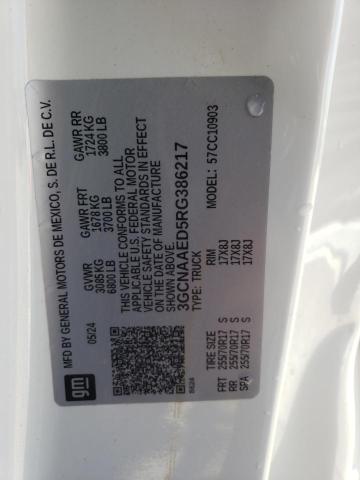 MFD BY GENERAL MOTORS DE MEXICO, S. DE R.L. DE C.V.
05/24 GVWR GAWR FRT GAWR RR
3085 KG 1678 KG 1724 KG
6800 LB 3700 LB 3800 LB
gm
THIS VEHICLE CONFORMS TO ALL
APPLICABLE U.S. FEDERAL MOTOR
VEHICLE SAFETY STANDARDS IN EFFECT
ON THE DATE OF MANUFACTURE
3GCNAAED5RG386217
TYPE: TRUCK MODEL: 57CC10903
TIRE SIZE RIM
FRT 255/70R17 S 17X8J
RR 255/70R17 S 17X8J
SPA 255/70R17 S 17X8J